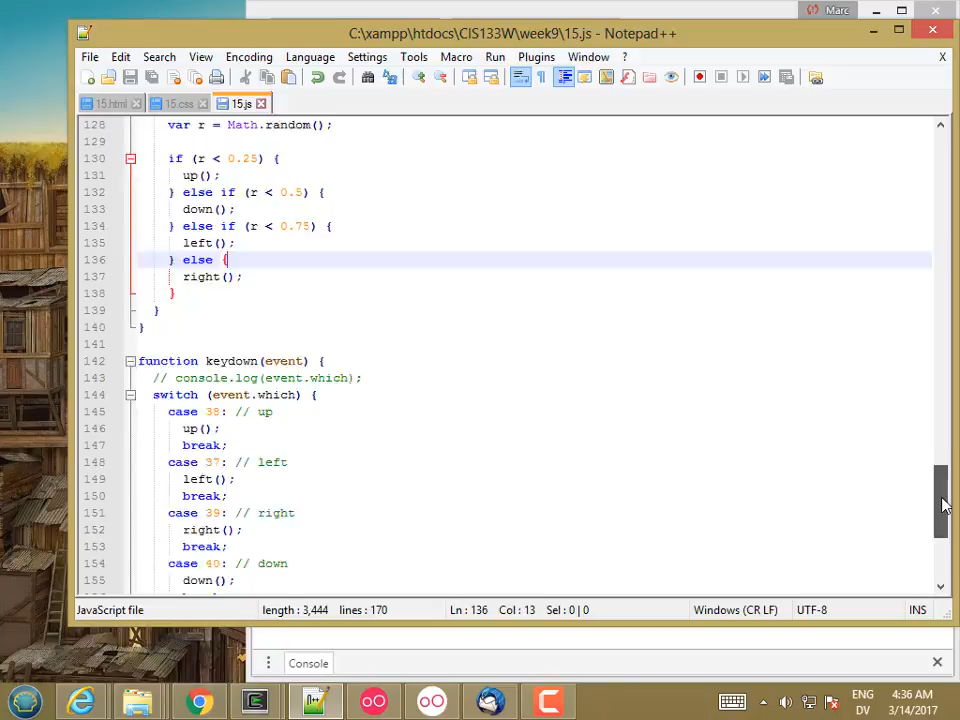 Marc
C:\xampp\htdocs\CIS133W\week9\15.js - Notepad++
File Edit Search View Encoding Language Settings Tools Macro Run Plugins Window ? X
15.html 15.css 15.js
128 var r = Math.random();
129
130 if (r < 0.25) {
131 up();
132 } else if (r < 0.5) {
133 down();
134 } else if (r < 0.75) {
135 left();
136 } else {
137 right();
138 }
139 }
140 }
141
142 function keydown(event) {
143 // console.log(event.which);
144 switch (event.which) {
145 case 38: // up
146 up();
147 break;
148 case 37: // left
149 left();
150 break;
151 case 39: // right
152 right();
153 break;
154 case 40: // down
155 down();
JavaScript file length : 3,444 lines : 170 Ln : 136 Col : 13 Sel : 0 | 0 Windows (CR LF) UTF-8 INS
Console
ENG 4:36 AM
DV 3/14/2017